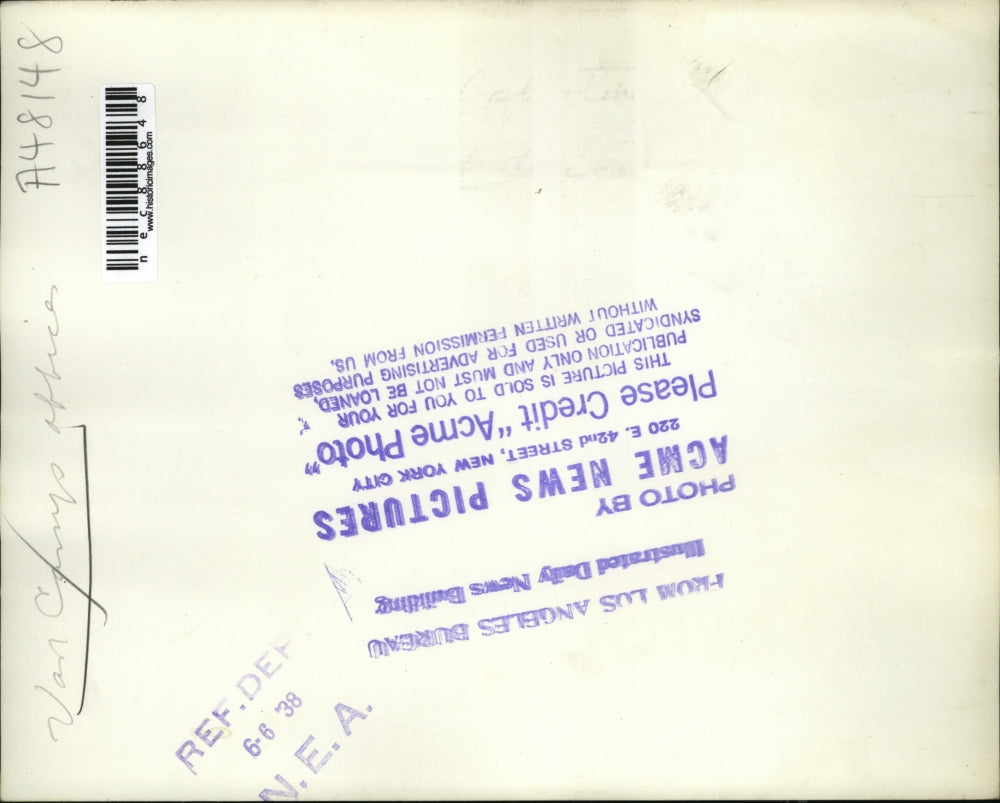 A48148
nec88648
www.historicimages.com
PHOTO BY
ACME NEWS PICTURES
220 E. 42nd STREET, NEW YORK CITY
Please Credit "Acme Photo"
THIS PICTURE IS SOLD TO YOU FOR YOUR
PUBLICATION ONLY AND MUST NOT BE LOANED,
SYNDICATED OR USED FOR ADVERTISING PURPOSES
WITHOUT WRITTEN PERMISSION FROM US.
FROM LOS ANGELES BUREAU
Illustrated Daily News Building
REF. DEP
6-6 '38
N. E. A.